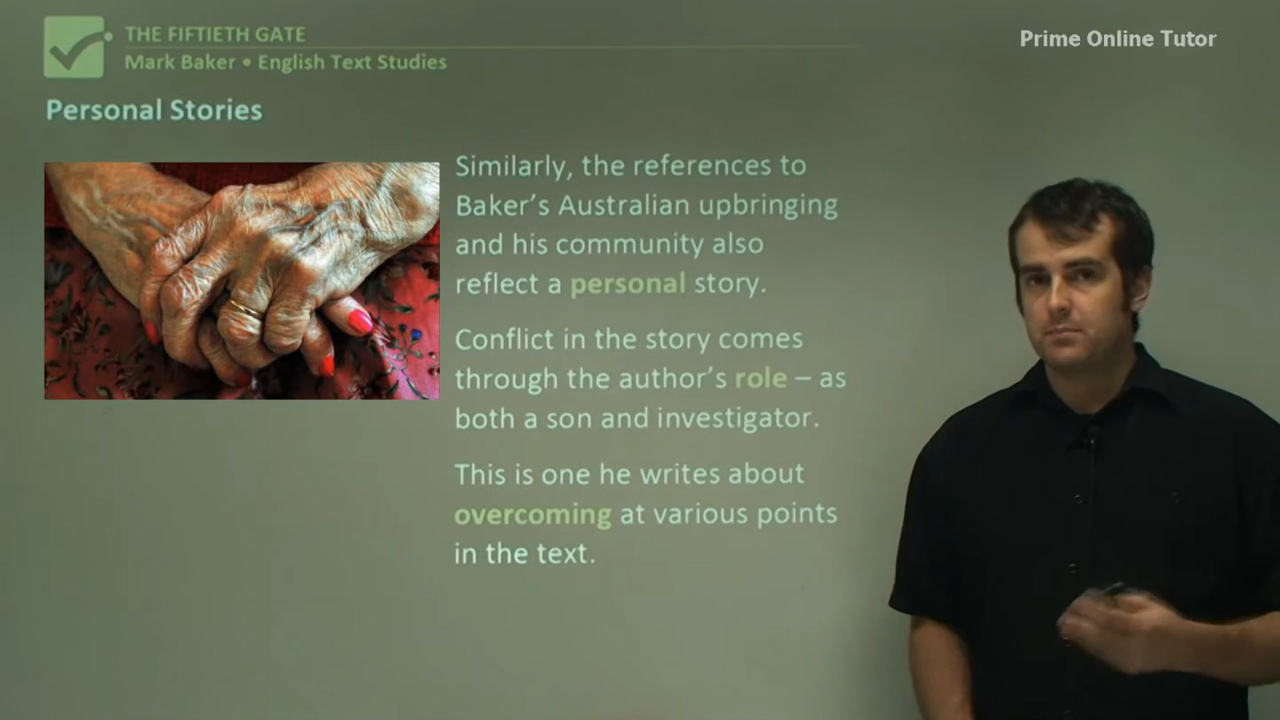 THE FIFTIETH GATE
Mark Baker • English Text Studies
Prime Online Tutor
Personal Stories
Similarly, the references to
Baker’s Australian upbringing
and his community also
reflect a personal story.
Conflict in the story comes
through the author’s role – as
both a son and investigator.
This is one he writes about
overcoming at various points
in the text.